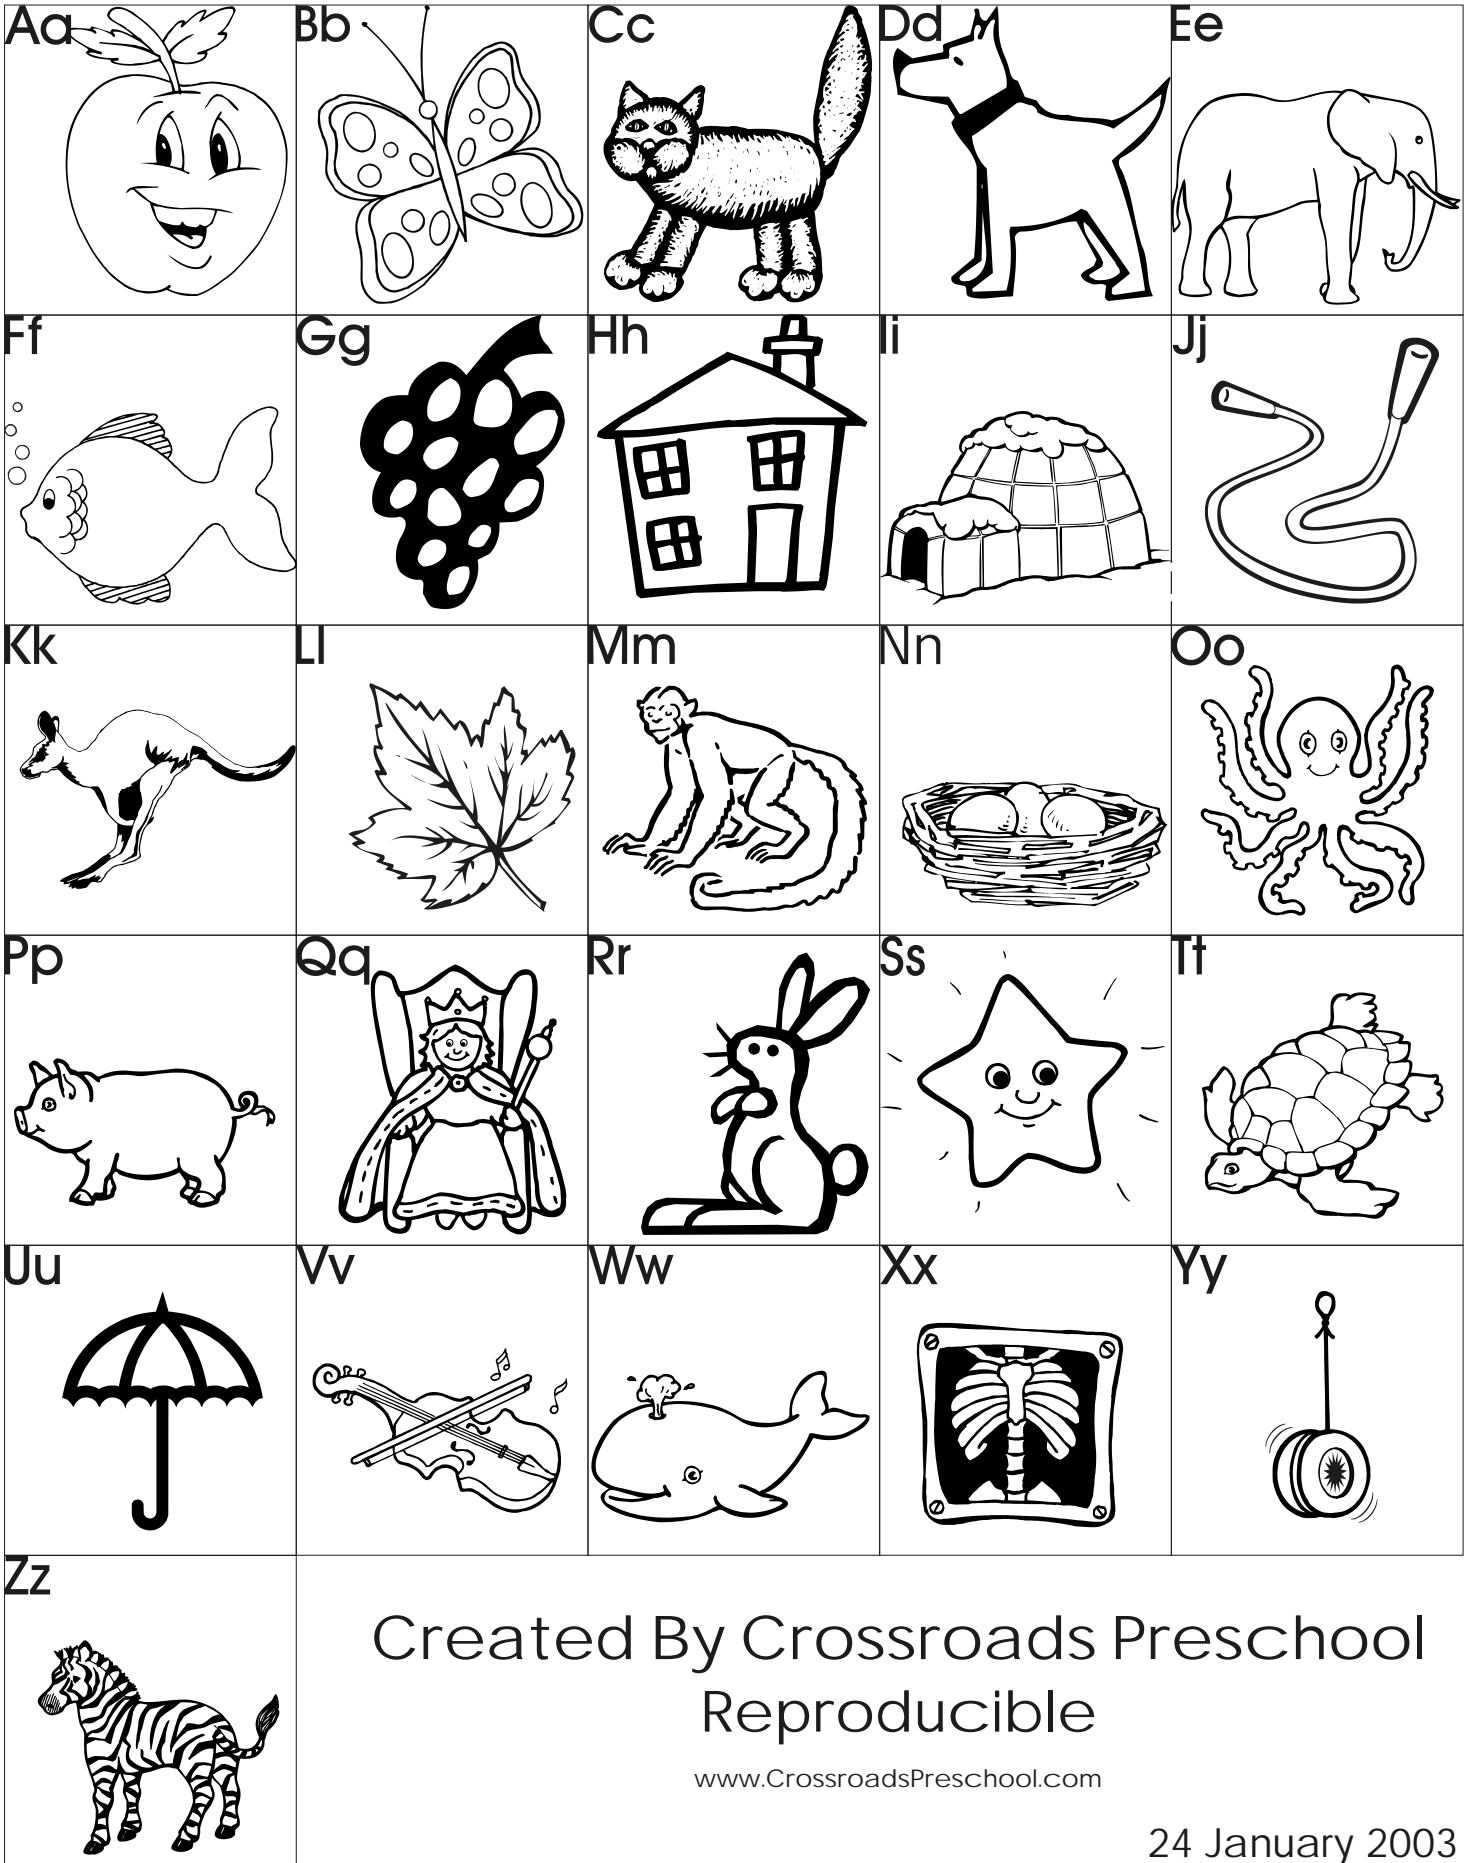 Aa Bb Cc Dd Ee
Ff Gg Hh Ii Jj
Kk Ll Mm Nn Oo
Pp Qq Rr Ss Tt
Uu Vv Ww Xx Yy
Zz
Created By Crossroads Preschool
Reproducible
www.CrossroadsPreschool.com
24 January 2003